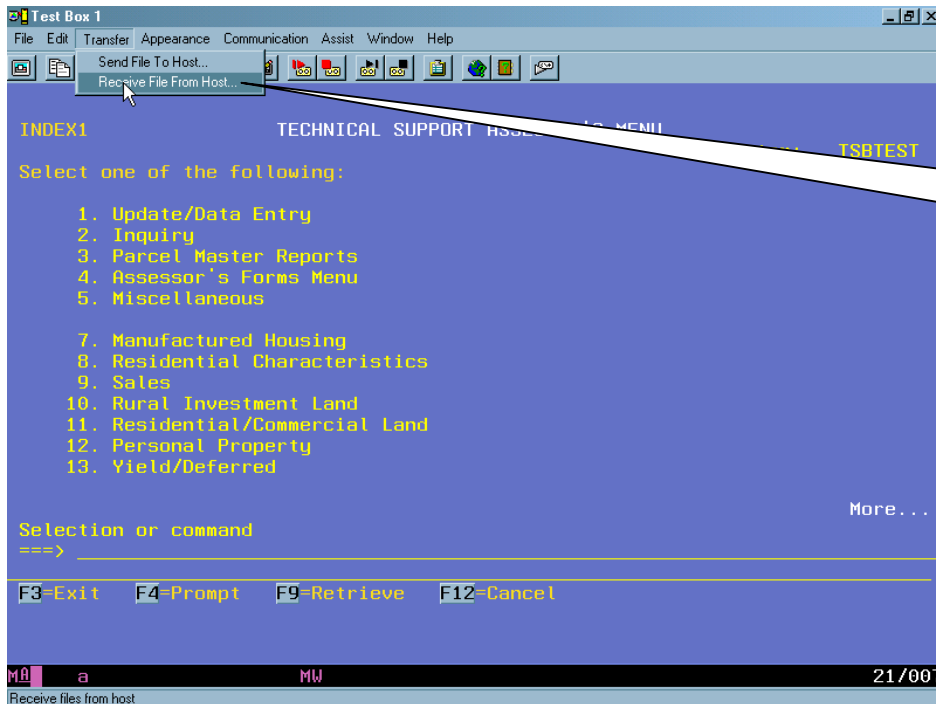 Test Box 1
File Edit Transfer Appearance Communication Assist Window Help
Send File To Host...
Receive File From Host...
INDEX1 TECHNICAL SUPPORT MENU
TSBTEST
Select one of the following:
1. Update/Data Entry
2. Inquiry
3. Parcel Master Reports
4. Assessor's Forms Menu
5. Miscellaneous
7. Manufactured Housing
8. Residential Characteristics
9. Sales
10. Rural Investment Land
11. Residential/Commercial Land
12. Personal Property
13. Yield/Deferred
More...
Selection or command
===>
F3=Exit F4=Prompt F9=Retrieve F12=Cancel
MA a MW 21/007
Receive files from host